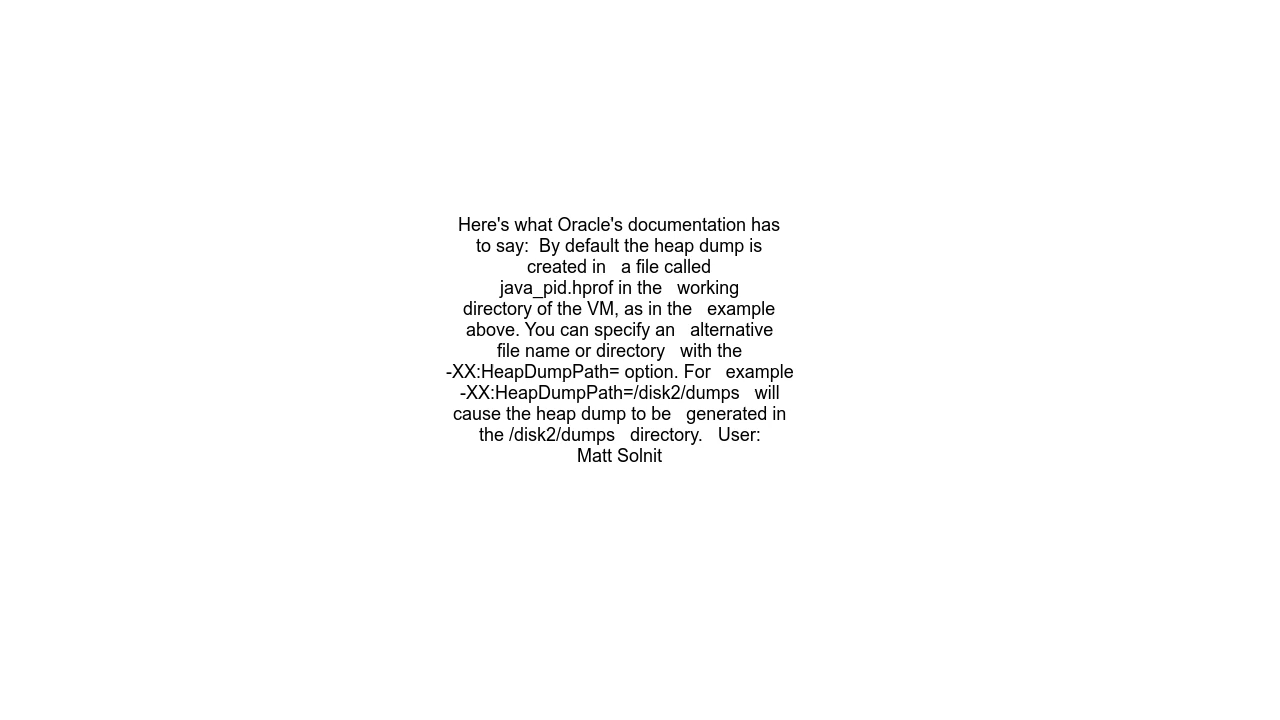 Here's what Oracle's documentation has
to say:  By default the heap dump is
created in   a file called
java_pid.hprof in the   working
directory of the VM, as in the   example
above. You can specify an   alternative
file name or directory   with the
-XX:HeapDumpPath= option. For   example
-XX:HeapDumpPath=/disk2/dumps   will
cause the heap dump to be   generated in
the /disk2/dumps   directory.   User:
Matt Solnit